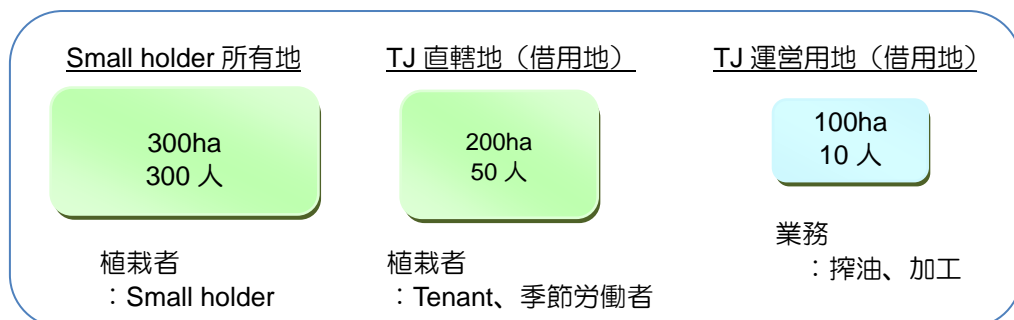 Small holder 所有地
300ha
300 人
植栽者
：Small holder
TJ 直轄地（借用地）
200ha
50 人
植栽者
：Tenant、季節労働者
TJ 運営用地（借用地）
100ha
10 人
業務
：搾油、加工